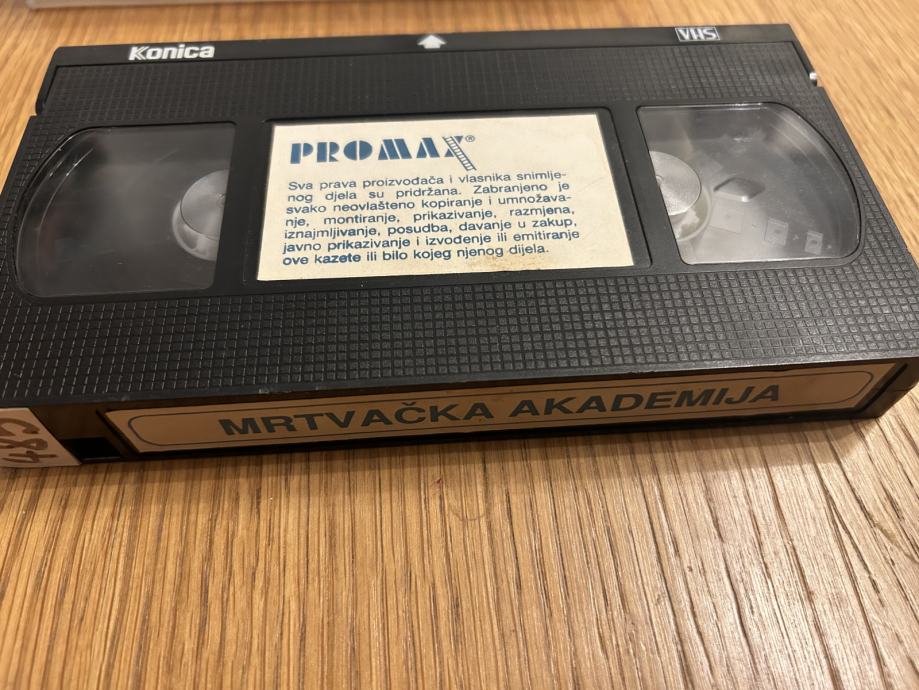 Konica
VHS
PROMAX®
Sva prava proizvođača i vlasnika snimlje-
nog djela su pridržana. Zabranjeno je
svako neovlašteno kopiranje i umnožava-
nje, montiranje, prikazivanje, razmjena,
iznajmljivanje, posudba, davanje u zakup,
javno prikazivanje i izvođenje ili emitiranje
ove kazete ili bilo kojeg njenog dijela.
MRTVAČKA AKADEMIJA